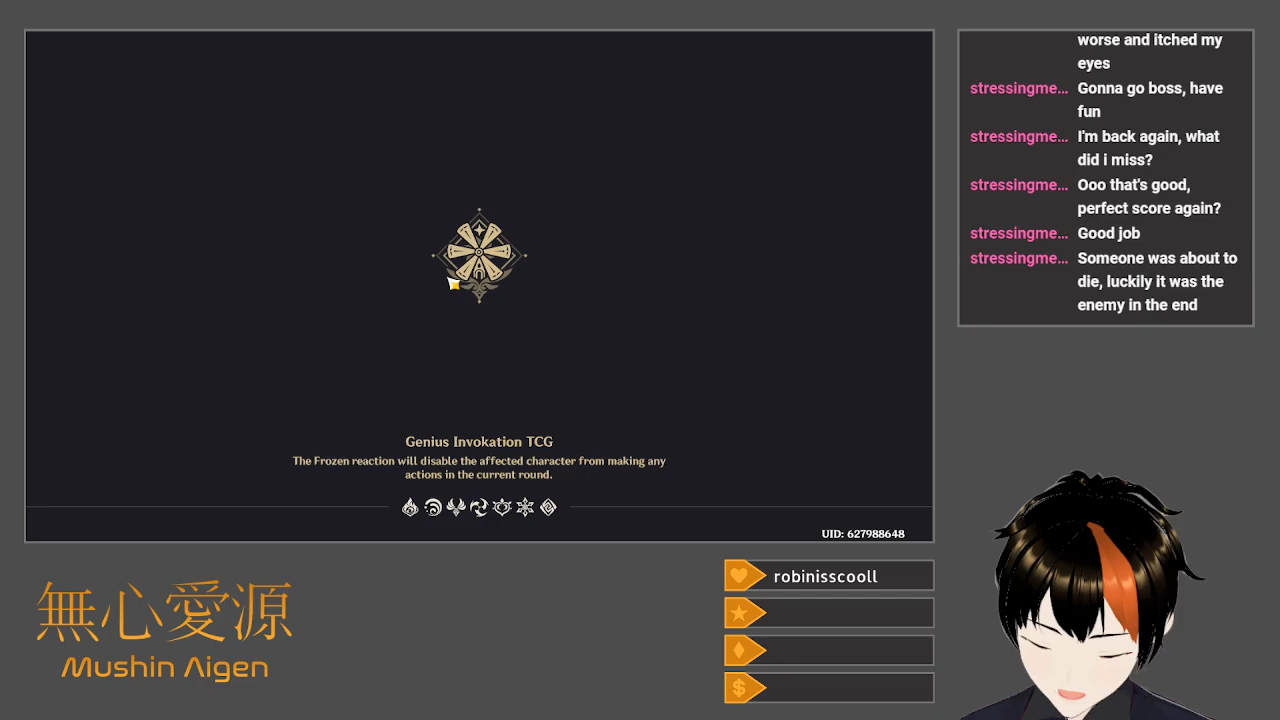 worse and itched my
eyes
stressingme... Gonna go boss, have
fun
stressingme... I'm back again, what
did i miss?
stressingme... Ooo that's good,
perfect score again?
stressingme... Good job
stressingme... Someone was about to
die, luckily it was the
enemy in the end
Genius Invokation TCG
The Frozen reaction will disable the affected character from making any
actions in the current round.
UID: 627988648
robinisscooll
無心愛源
Mushin Aigen